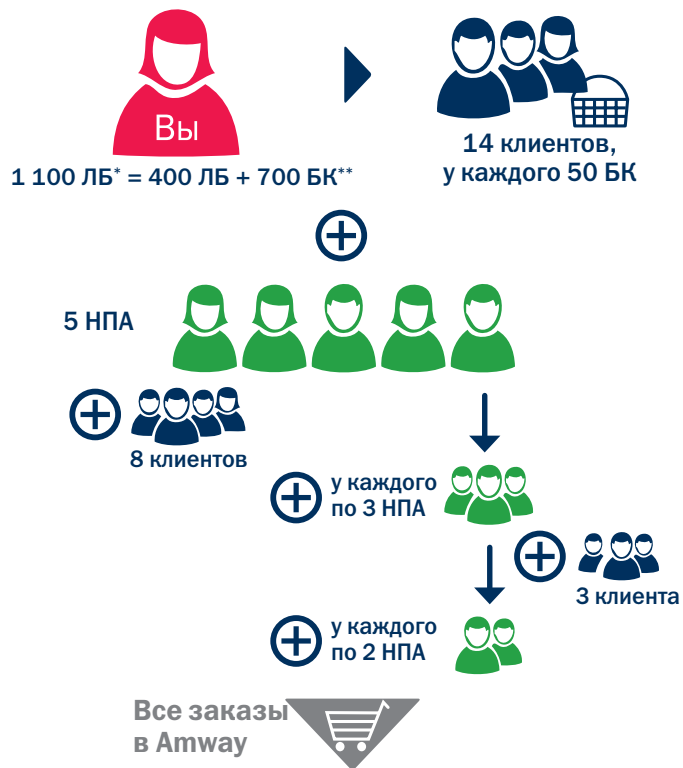 Вы
1 100 ЛБ* = 400 ЛБ + 700 БК**
14 клиентов,
у каждого 50 БК
5 НПА
8 клиентов
у каждого
по 3 НПА
3 клиента
у каждого
по 2 НПА
Все заказы
в Amway